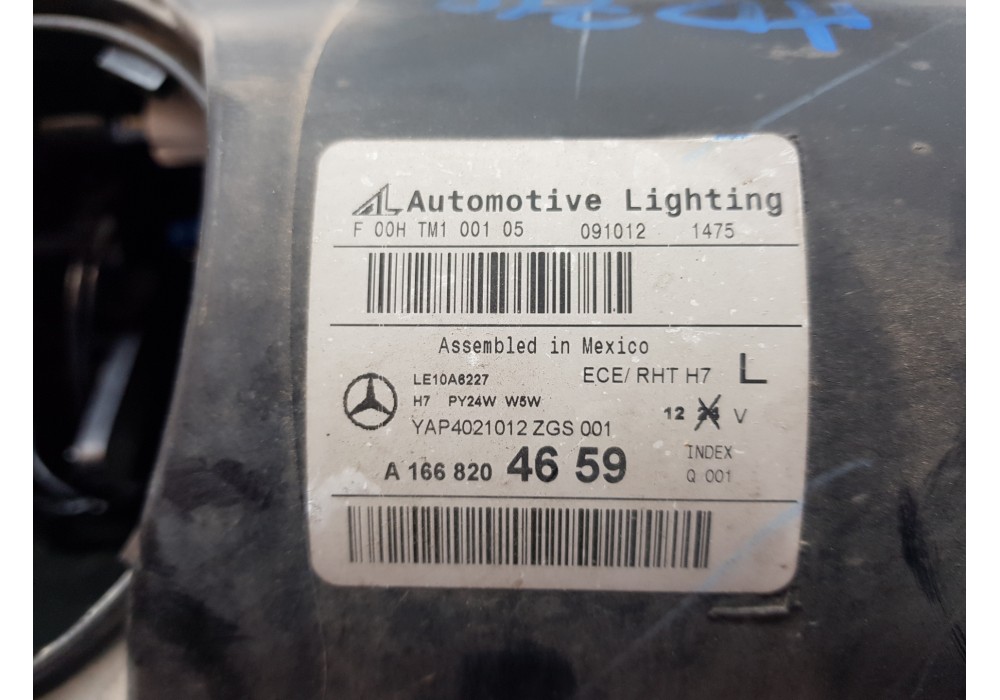 Automotive Lighting
F 00H TM1 001 05 091012 1475
Assembled in Mexico
LE10A6227 ECE/ RHT H7 L
H7 PY24W W5W 12 24 V
YAP4021012 ZGS 001
A 166 820 46 59 INDEX
Q 001